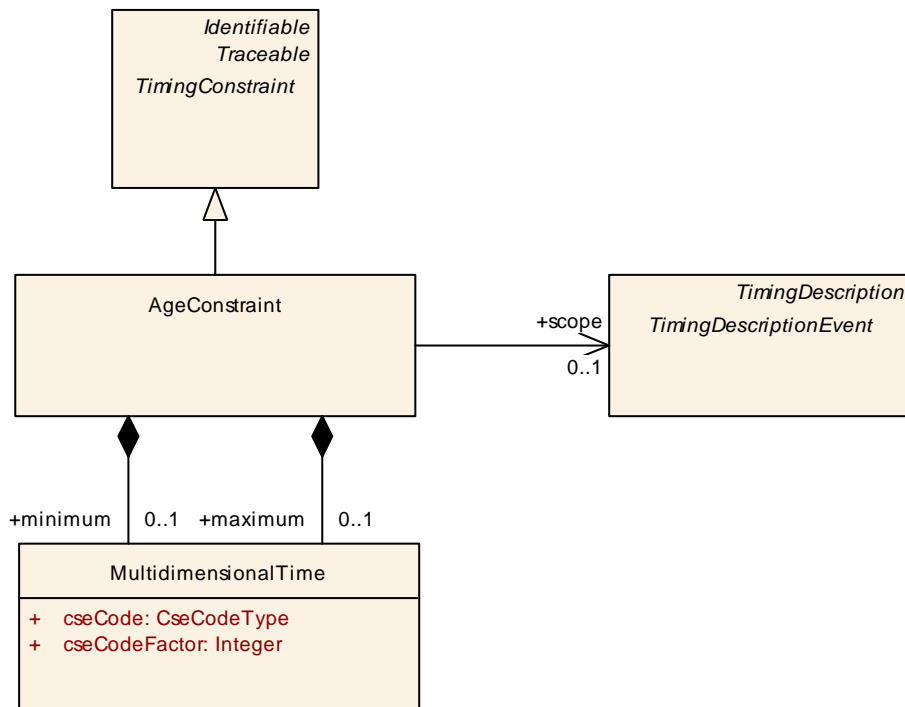 Identifiable
Traceable
TimingConstraint
AgeConstraint
TimingDescription
TimingDescriptionEvent
+scope
0..1
+minimum 0..1 +maximum 0..1
MultidimensionalTime
+ cseCode: CseCodeType
+ cseCodeFactor: Integer